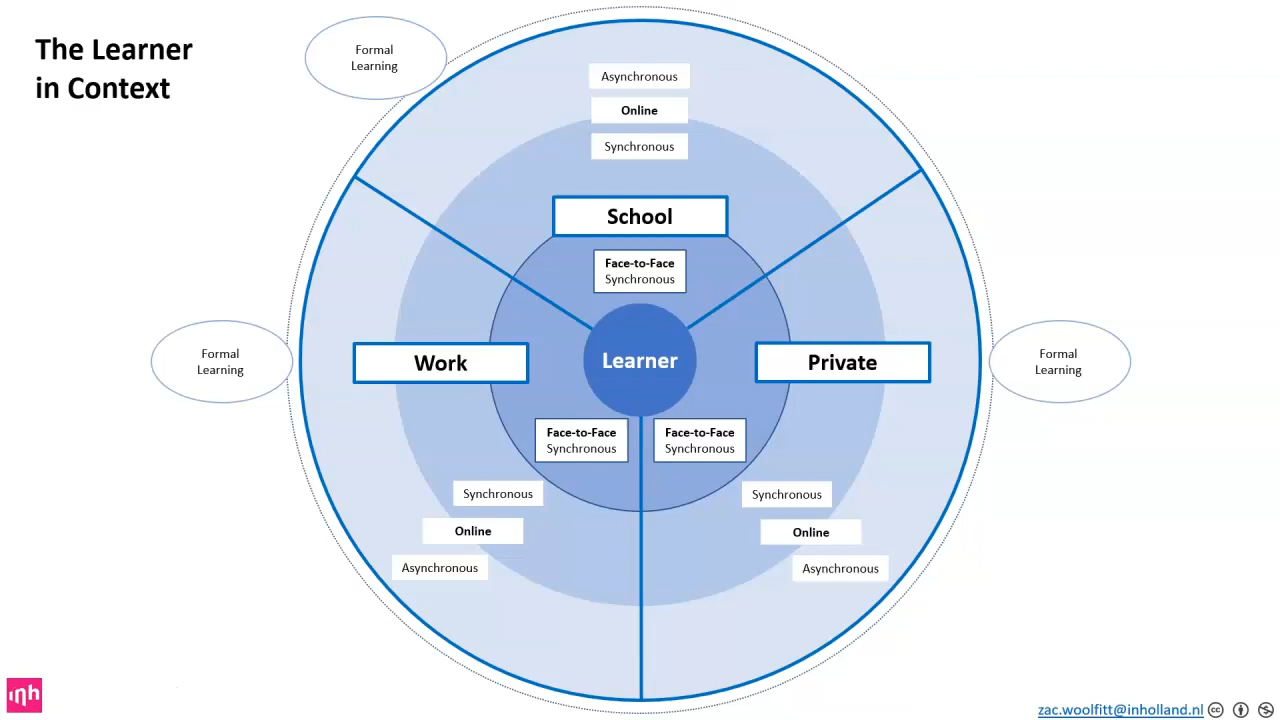 The Learner
in Context
Formal
Learning
Asynchronous
Online
Synchronous
School
Face-to-Face
Synchronous
Formal
Learning
Work
Learner
Private
Formal
Learning
Face-to-Face
Synchronous
Face-to-Face
Synchronous
Synchronous
Online
Asynchronous
Synchronous
Online
Asynchronous
inh
zac.woolfitt@inholland.nl
cc